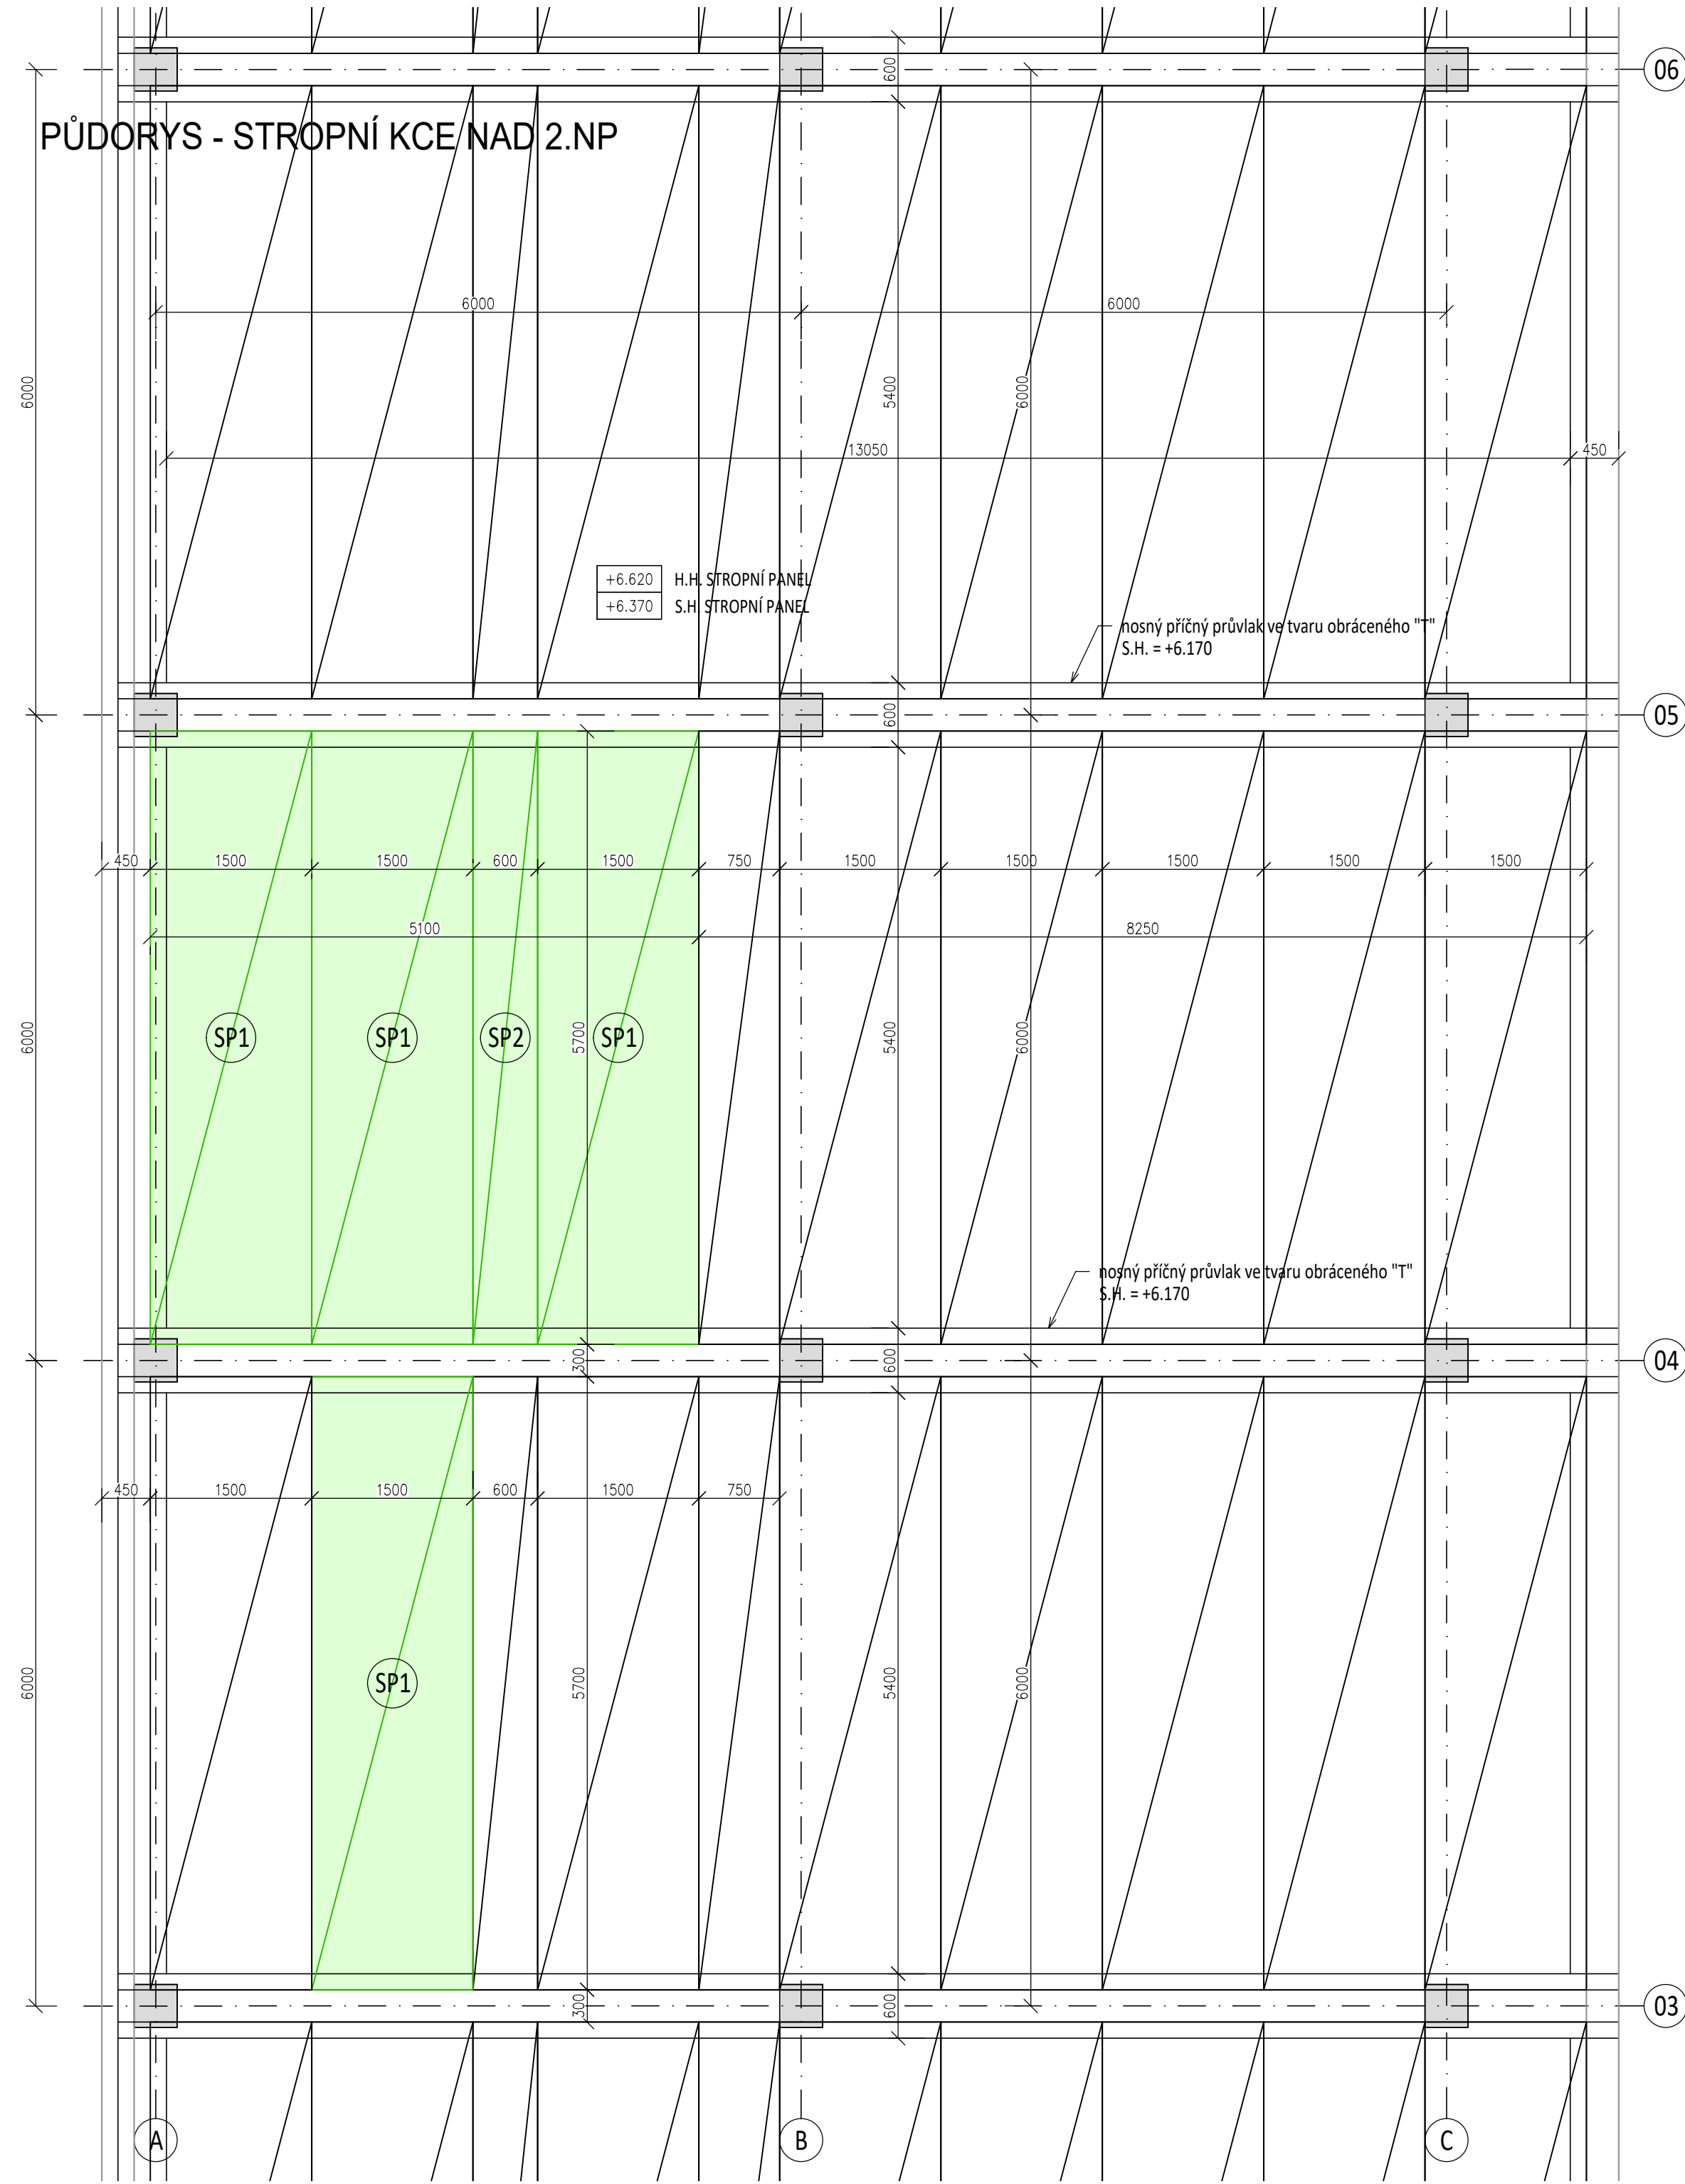 06
600
PŮDORYS - STROPNÍ KCE NAD 2.NP
6000
6000
6000
5400
6000
13050
450
+6.620 H.H. STROPNÍ PANEL
+6.370 S.H. STROPNÍ PANEL
nosný příčný průvlak ve tvaru obráceného "T"
S.H. = +6.170
600
05
450
1500
1500
600
1500
750
1500
1500
1500
1500
1500
5100
8250
6000
SP1
SP1
SP2
5700
SP1
5400
6000
nosný příčný průvlak ve tvaru obráceného "T"
S.H. = +6.170
300
600
04
450
1500
1500
600
1500
750
6000
SP1
5700
5400
6000
300
600
03
A
B
C